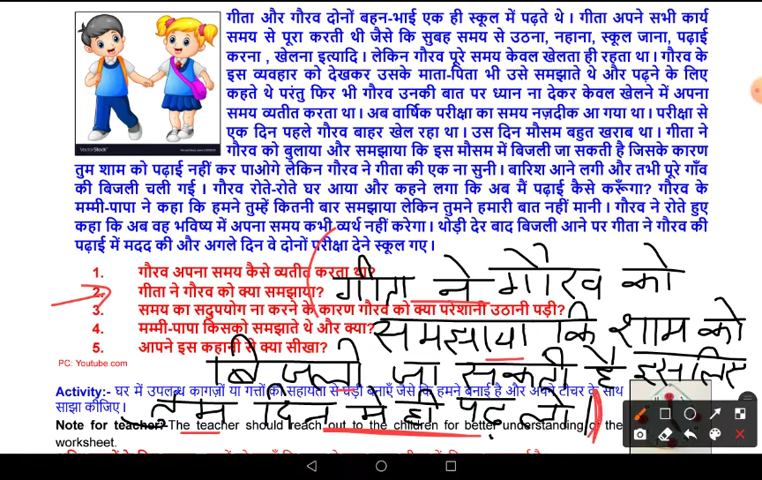 गीता और गौरव दोनों बहन-भाई एक ही स्कूल में पढ़ते थे। गीता अपने सभी कार्य
समय से पूरा करती थी जैसे कि सुबह समय से उठना, नहाना, स्कूल जाना, पढ़ाई
करना , खेलना इत्यादि। लेकिन गौरव पूरे समय केवल खेलता ही रहता था। गौरव के
इस व्यवहार को देखकर उसके माता-पिता भी उसे समझाते थे और पढ़ने के लिए
कहते थे परंतु फिर भी गौरव उनकी बात पर ध्यान ना देकर केवल खेलने में अपना
समय व्यतीत करता था। अब वार्षिक परीक्षा का समय नज़दीक आ गया था। परीक्षा से
एक दिन पहले गौरव बाहर खेल रहा था। उस दिन मौसम बहुत खराब था। गीता ने
VectorStock
गौरव को बुलाया और समझाया कि इस मौसम में बिजली जा सकती है जिसके कारण
तुम शाम को पढ़ाई नहीं कर पाओगे लेकिन गौरव ने गीता की एक ना सुनी। बारिश आने लगी और तभी पूरे गाँव
की बिजली चली गई । गौरव रोते-रोते घर आया और कहने लगा कि अब मैं पढ़ाई कैसे करूँगा? गौरव के
मम्मी-पापा ने कहा कि हमने तुम्हें कितनी बार समझाया लेकिन तुमने हमारी बात नहीं मानी। गौरव ने रोते हुए
कहा कि अब वह भविष्य में अपना समय कभी व्यर्थ नहीं करेगा। थोड़ी देर बाद बिजली आने पर गीता ने गौरव की
पढ़ाई में मदद की और अगले दिन वे दोनों परीक्षा देने स्कूल गए।
1. गौरव अपना समय कैसे व्यतीत करता था?
2. गीता ने गौरव को क्या समझाया?
गीता ने गौरव को
3. समय का सदुपयोग ना करने के कारण गौरव को क्या परेशानी उठानी पड़ी?
4. मम्मी-पापा किसको समझाते थे और क्या?
समझाया कि शाम को
5. आपने इस कहानी से क्या सीखा?
PC: Youtube.com
बिजली जा सकती है इसलिए
Activity:- घर में उपलब्ध कागज़ों या गत्तों की सहायता से घड़ी बनाएँ जैसे कि हमने बनाई है और अपने टीचर के साथ
साझा कीजिए।
तुम दिन में ही पढ़ लो।
Note for teacher:-The teacher should reach out to the children for better understanding of the
worksheet.